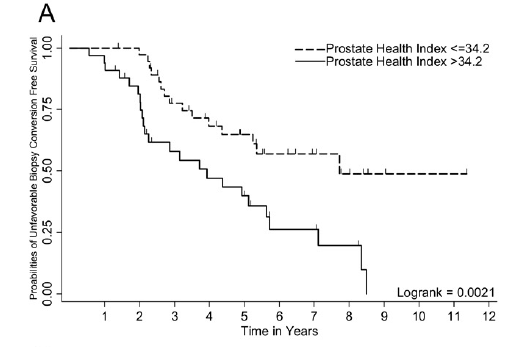 A
Proabilities of Unfavorable Biopsy Conversion Free Survival
1.00
0.75
0.50
0.25
0.00
Prostate Health Index <=34.2
Prostate Health Index >34.2
Logrank = 0.0021
1 2 3 4 5 6 7 8 9 10 11 12
Time in Years